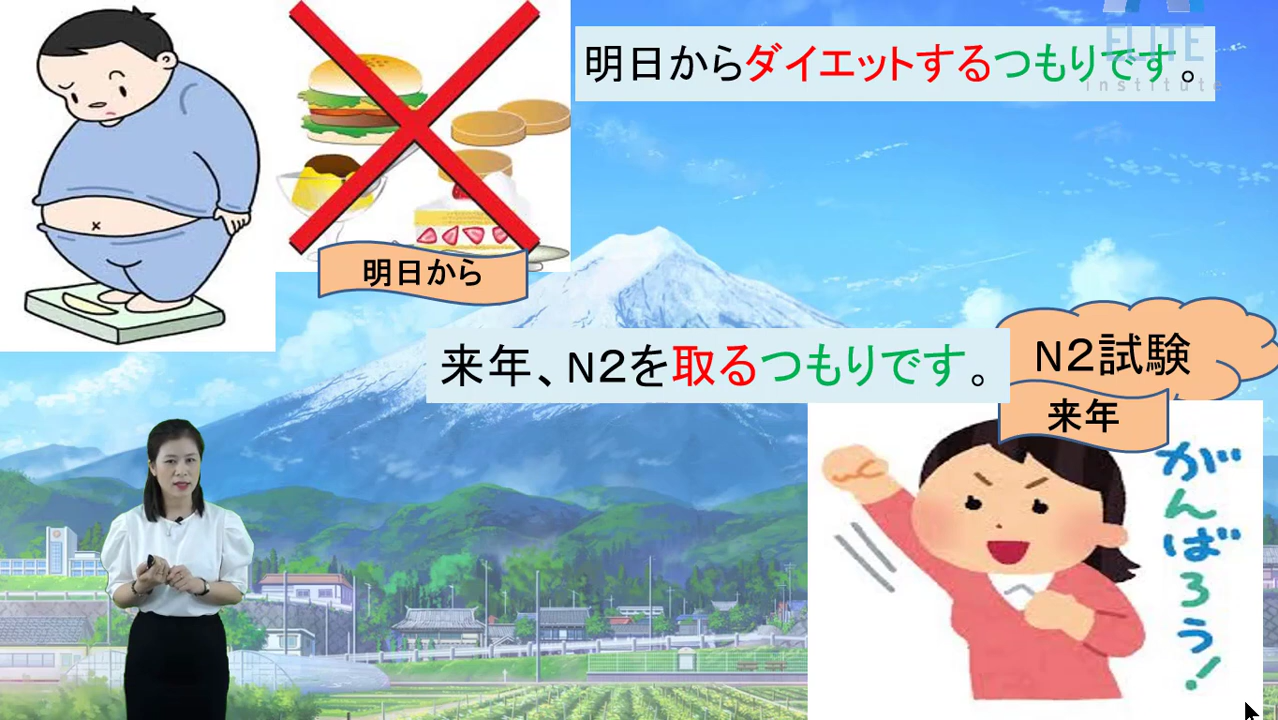 明日からダイエットするつもりです。
ELITE
institute
明日から
来年、N2を取るつもりです。
N2試験
来年
がんばろう!